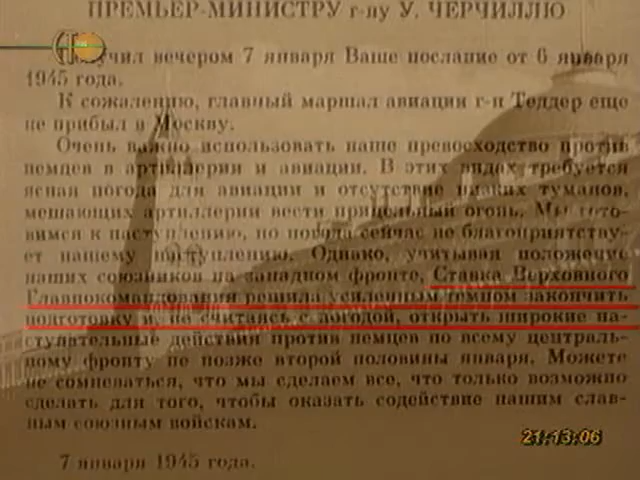 ПРЕМЬЕР-МИНИСТРУ г-ну У. ЧЕРЧИЛЛЮ
учил вечером 7 января Ваше послание от 6 января
1945 года.
К сожалению, главный маршал авиации г-н Теддер еще
не прибыл в Москву.
Очень важно использовать наше превосходство против
немцев в артиллерии и авиации. В этих видах требуется
ясная погода для авиации и отсутствие низких туманов,
мешающих артиллерии вести прицельный огонь. Мы гото-
вимся к наступлению, но погода сейчас не благоприятству-
ет нашему наступлению. Однако, учитывая положение
наших союзников на западном фронте, Ставка Верховного
Главнокомандования решила усиленным темпом закончить
подготовку и, не считаясь с погодой, открыть широкие на-
ступательные действия против немцев по всему централь-
ному фронту не позже второй половины января. Можете
не сомневаться, что мы сделаем все, что только возможно
сделать для того, чтобы оказать содействие нашим слав-
ным союзным войскам.
7 января 1945 года.
21:13:06